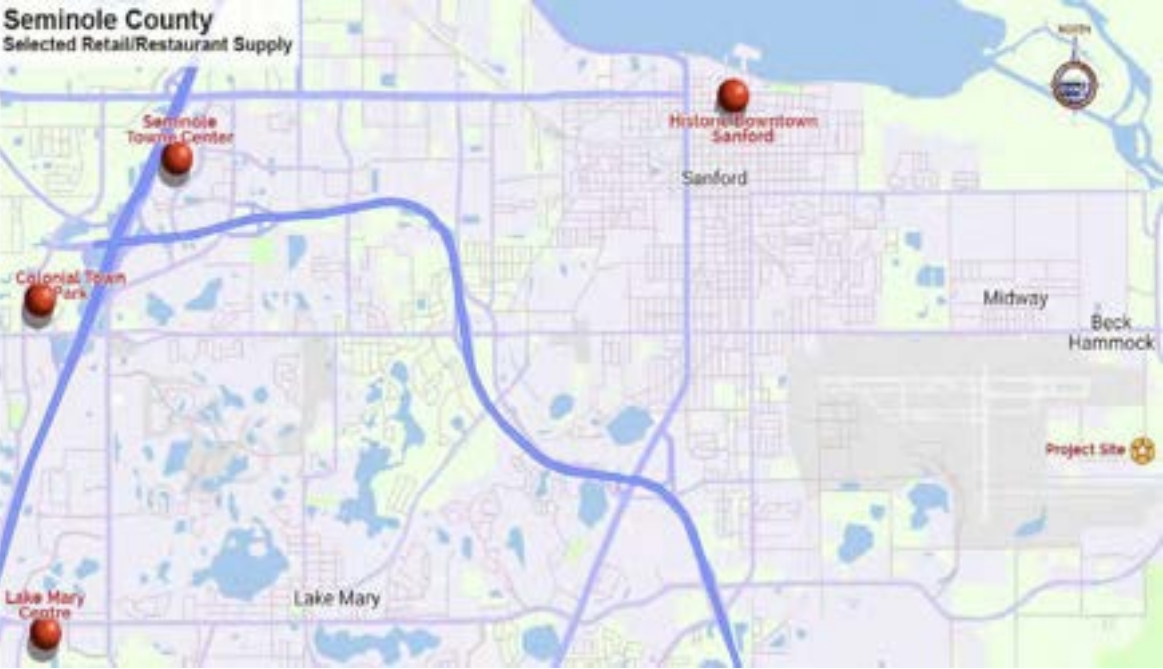 Seminole County
Selected Retail/Restaurant Supply
NORTH
Seminole
Towne Center
Historic Downtown
Sanford
Sanford
Colonial Town
Park
Midway
Beck
Hammock
Project Site
Lake Mary
Centre
Lake Mary